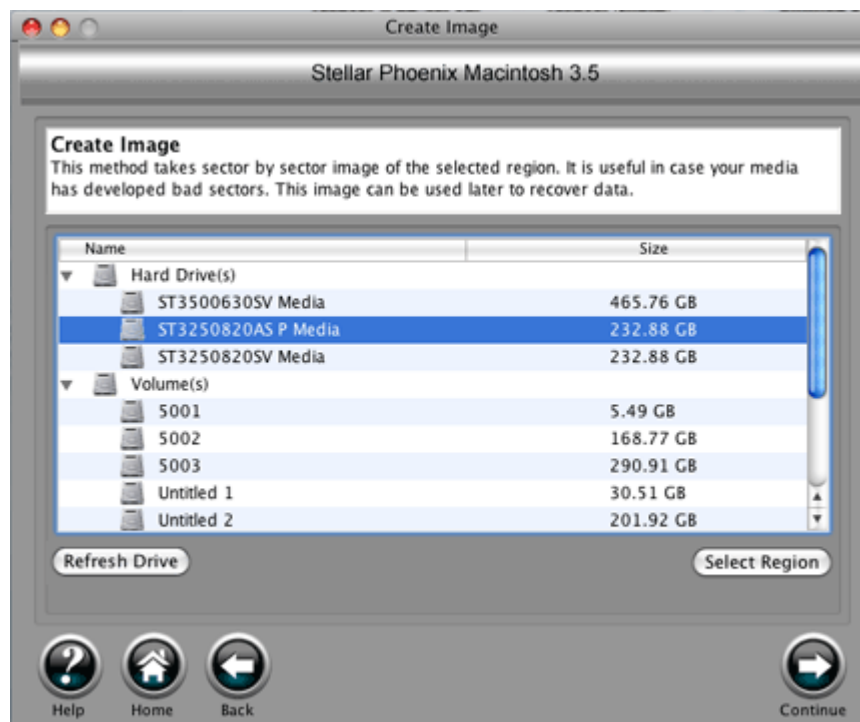 Create Image
Stellar Phoenix Macintosh 3.5
Create Image
This method takes sector by sector image of the selected region. It is useful in case your media
has developed bad sectors. This image can be used later to recover data.
Name Size
Hard Drive(s)
ST3500630SV Media 465.76 GB
ST3250820AS P Media 232.88 GB
ST3250820SV Media 232.88 GB
Volume(s)
5001 5.49 GB
5002 168.77 GB
5003 290.91 GB
Untitled 1 30.51 GB
Untitled 2 201.92 GB
Refresh Drive Select Region
Help Home Back Continue